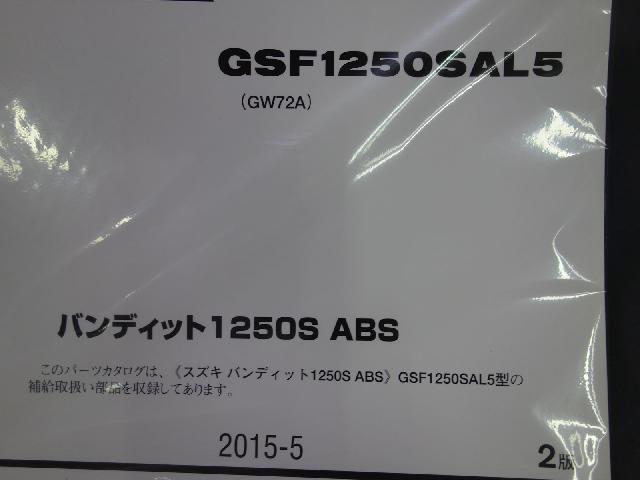 GSF1250SAL5
(GW72A)
バンディット1250S ABS
このパーツカタログは、《スズキ バンディット1250S ABS》GSF1250SAL5型の
補給取扱い部品を収録してあります。
2015-5
2版